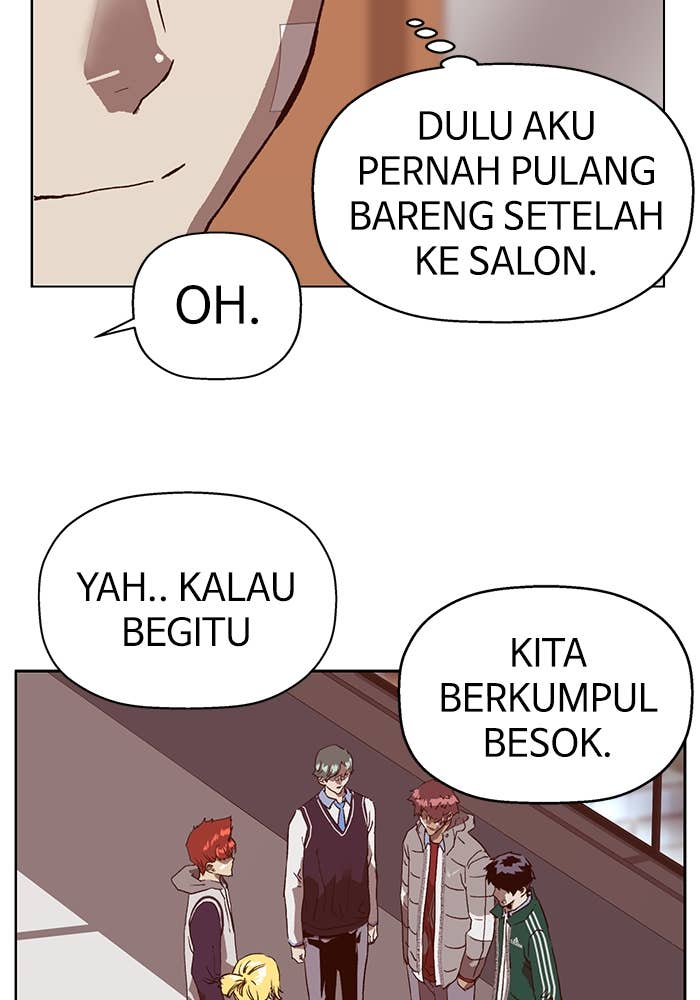 DULU AKU
PERNAH PULANG
BARENG SETELAH
KE SALON.
OH.
YAH.. KALAU
BEGITU
KITA
BERKUMPUL
BESOK.